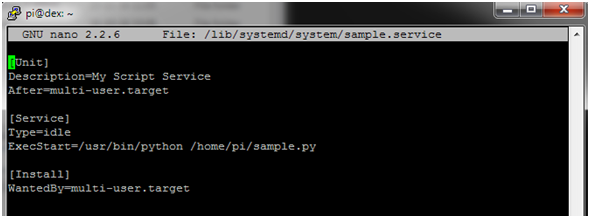 pi@dex: ~
GNU nano 2.2.6 File: /lib/systemd/system/sample.service
[Unit]
Description=My Script Service
After=multi-user.target
[Service]
Type=idle
ExecStart=/usr/bin/python /home/pi/sample.py
[Install]
WantedBy=multi-user.target